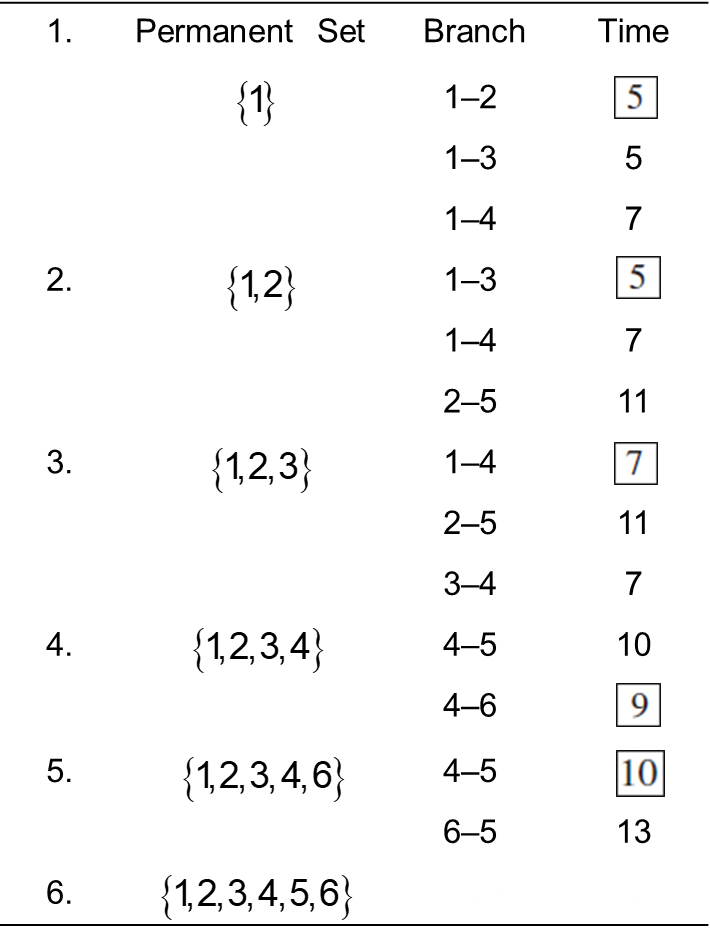 1. Permanent Set Branch Time
{1} 1–2 5
1–3 5
1–4 7
2. {1,2} 1–3 5
1–4 7
2–5 11
3. {1,2,3} 1–4 7
2–5 11
3–4 7
4. {1,2,3,4} 4–5 10
4–6 9
5. {1,2,3,4,6} 4–5 10
6–5 13
6. {1,2,3,4,5,6}